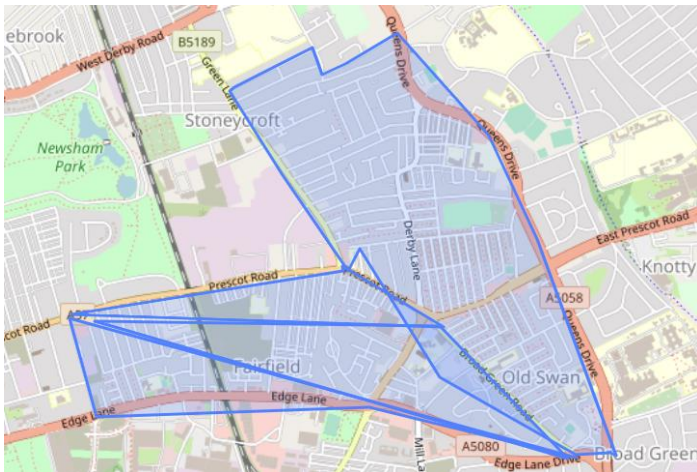 ebrook
West Derby Road
B5189
Green Lane
Queens Drive
Stoneycroft
Newsham
Park
Queens Drive
Derby Lane
East Prescot Road
Knotty
Prescot Road
Prescot Road
A5058
A57
scot Road
Queens Drive
Fairfield
Broad Green Road
Old Swan
Edge Lane
Edge Lane
Mill La
A5080
Edge Lane Drive
Broad Green